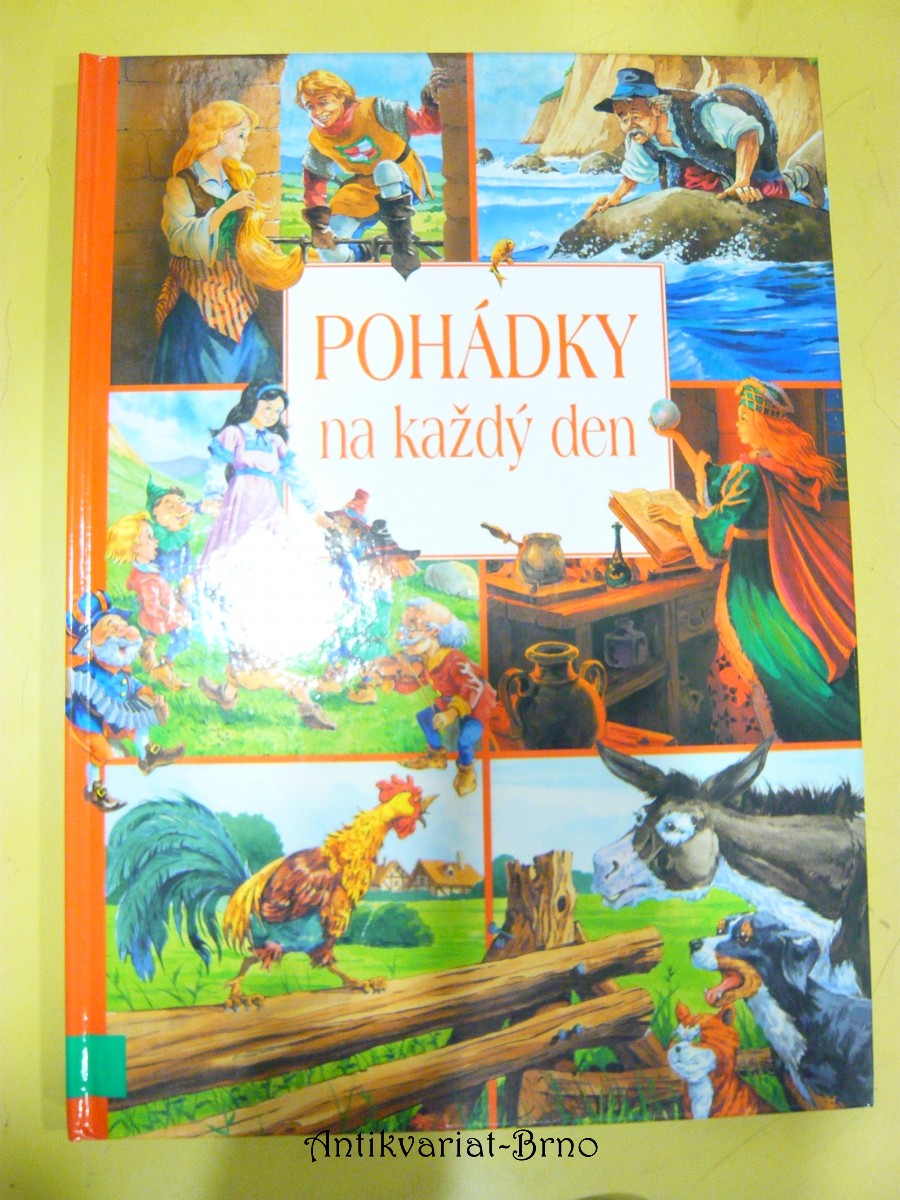 POHÁDKY
na každý den
Antikvariat-Brno